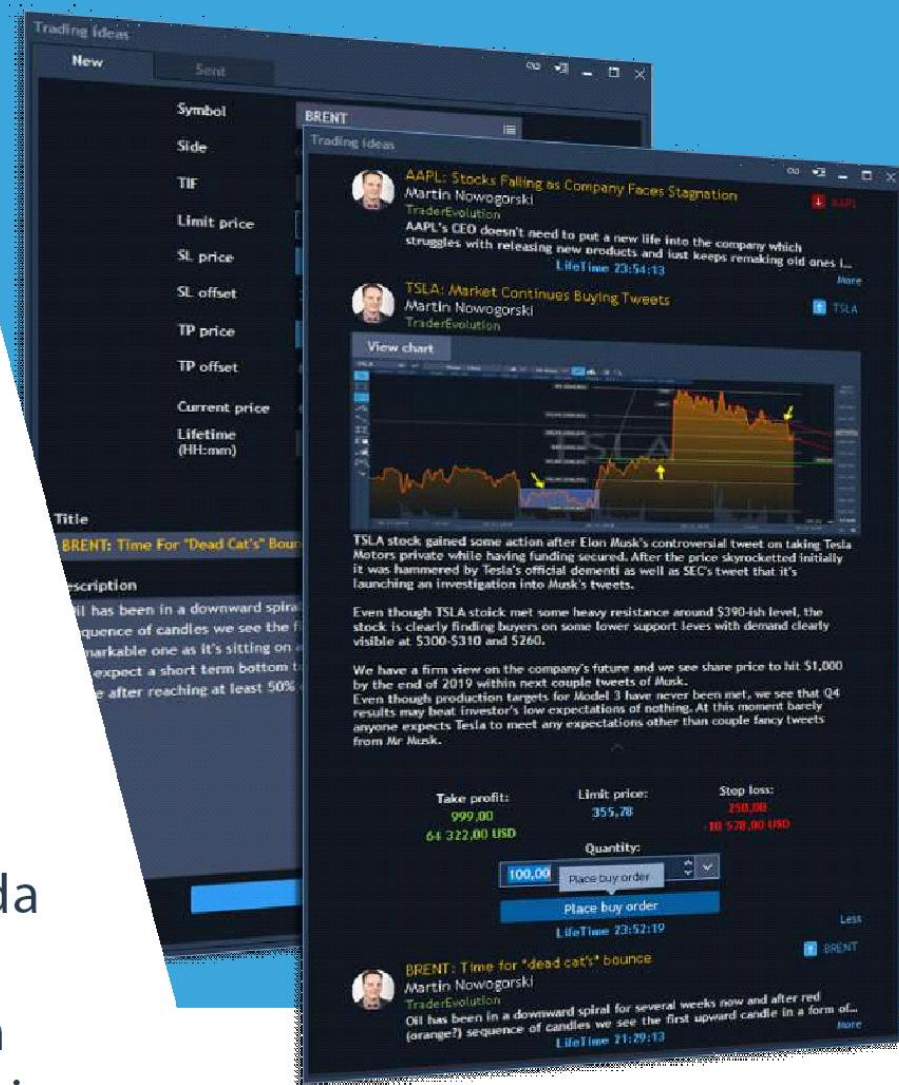 Trading ideas
New
Sent
Symbol
BRENT
Side
TIF
Limit price
SL price
SL offset
TP price
TP offset
Current price
Lifetime
(HH:mm)
Title
BRENT: Time For "Dead Cat's" Boun
escription
il has been in a downward spira
quence of candles we see the fi
markable one as it's sitting on a
expect a short term bottom t
e after reaching at least 50%
da
Trading ideas
AAPL: Stocks Falling as Company Faces Stagnation
AAPL
Martin Nowogorski
TraderEvolution
AAPL's CEO doesn't need to put a new life into the company which
struggles with releasing new products and just keeps remaking old ones i...
LifeTime 23:54:13
More
TSLA: Market Continues Buying Tweets
TSLA
Martin Nowogorski
TraderEvolution
View chart
TSLA
TSLA stock gained some action after Elon Musk's controversial tweet on taking Tesla
Motors private while having funding secured. After the price skyrocketted initially
it was hammered by Tesla's official dementi as well as SEC's tweet that it's
launching an investigation into Musk's tweets.
Even though TSLA stoick met some heavy resistance around $390-ish level, the
stock is clearly finding buyers on some lower support leves with demand clearly
visible at $300-$310 and $260.
We have a firm view on the company's future and we see share price to hit $1,000
by the end of 2019 within next couple tweets of Musk.
Even though production targets for Model 3 have never been met, we see that Q4
results may beat investor's low expectations of nothing. At this moment barely
anyone expects Tesla to meet any expectations other than couple fancy tweets
from Mr Musk.
Take profit:
999,00
64 322,00 USD
Limit price:
355,78
Stop loss:
250,00
-10 578,00 USD
Quantity:
100,00
Place buy order
Place buy order
LifeTime 23:52:19
Less
BRENT: Time for "dead cat's" bounce
BRENT
Martin Nowogorski
TraderEvolution
Oil has been in a downward spiral for several weeks now and after red
(orange?) sequence of candles we see the first upward candle in a form of...
LifeTime 21:29:13
More